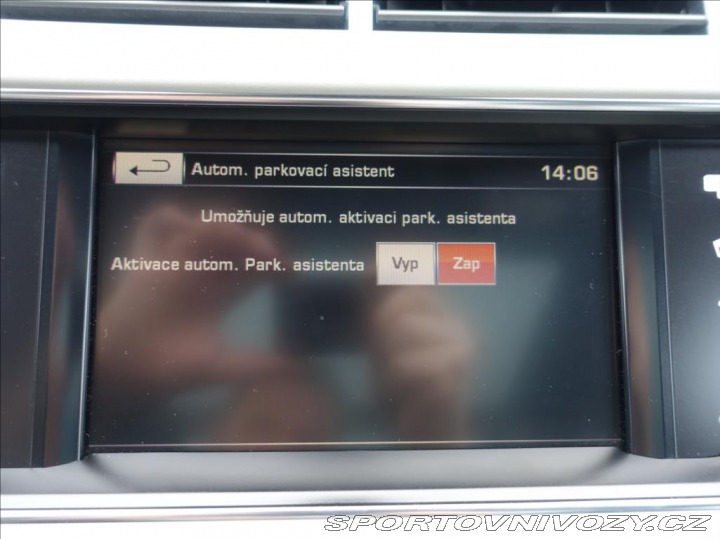 Autom. parkovací asistent 14:06
Umožňuje autom. aktivaci park. asistenta
Aktivace autom. Park. asistenta Vyp Zap
SPORTOVNIVOZY.CZ